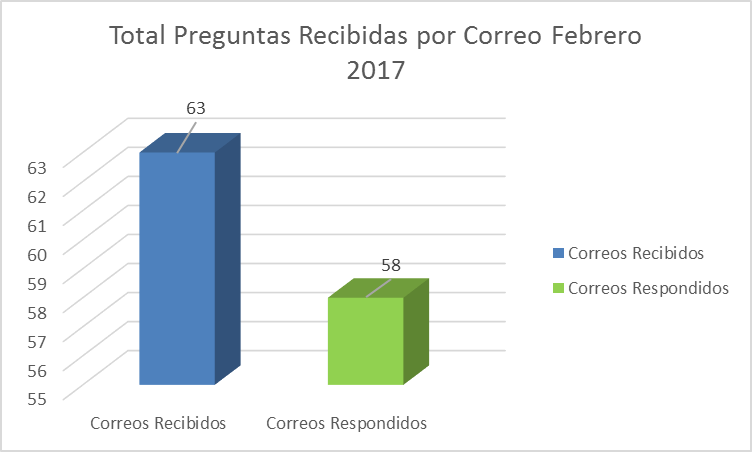 Total Preguntas Recibidas por Correo Febrero
2017
63
58
63
62
61
60
59
58
57
56
55
Correos Recibidos
Correos Respondidos
Correos Recibidos
Correos Respondidos